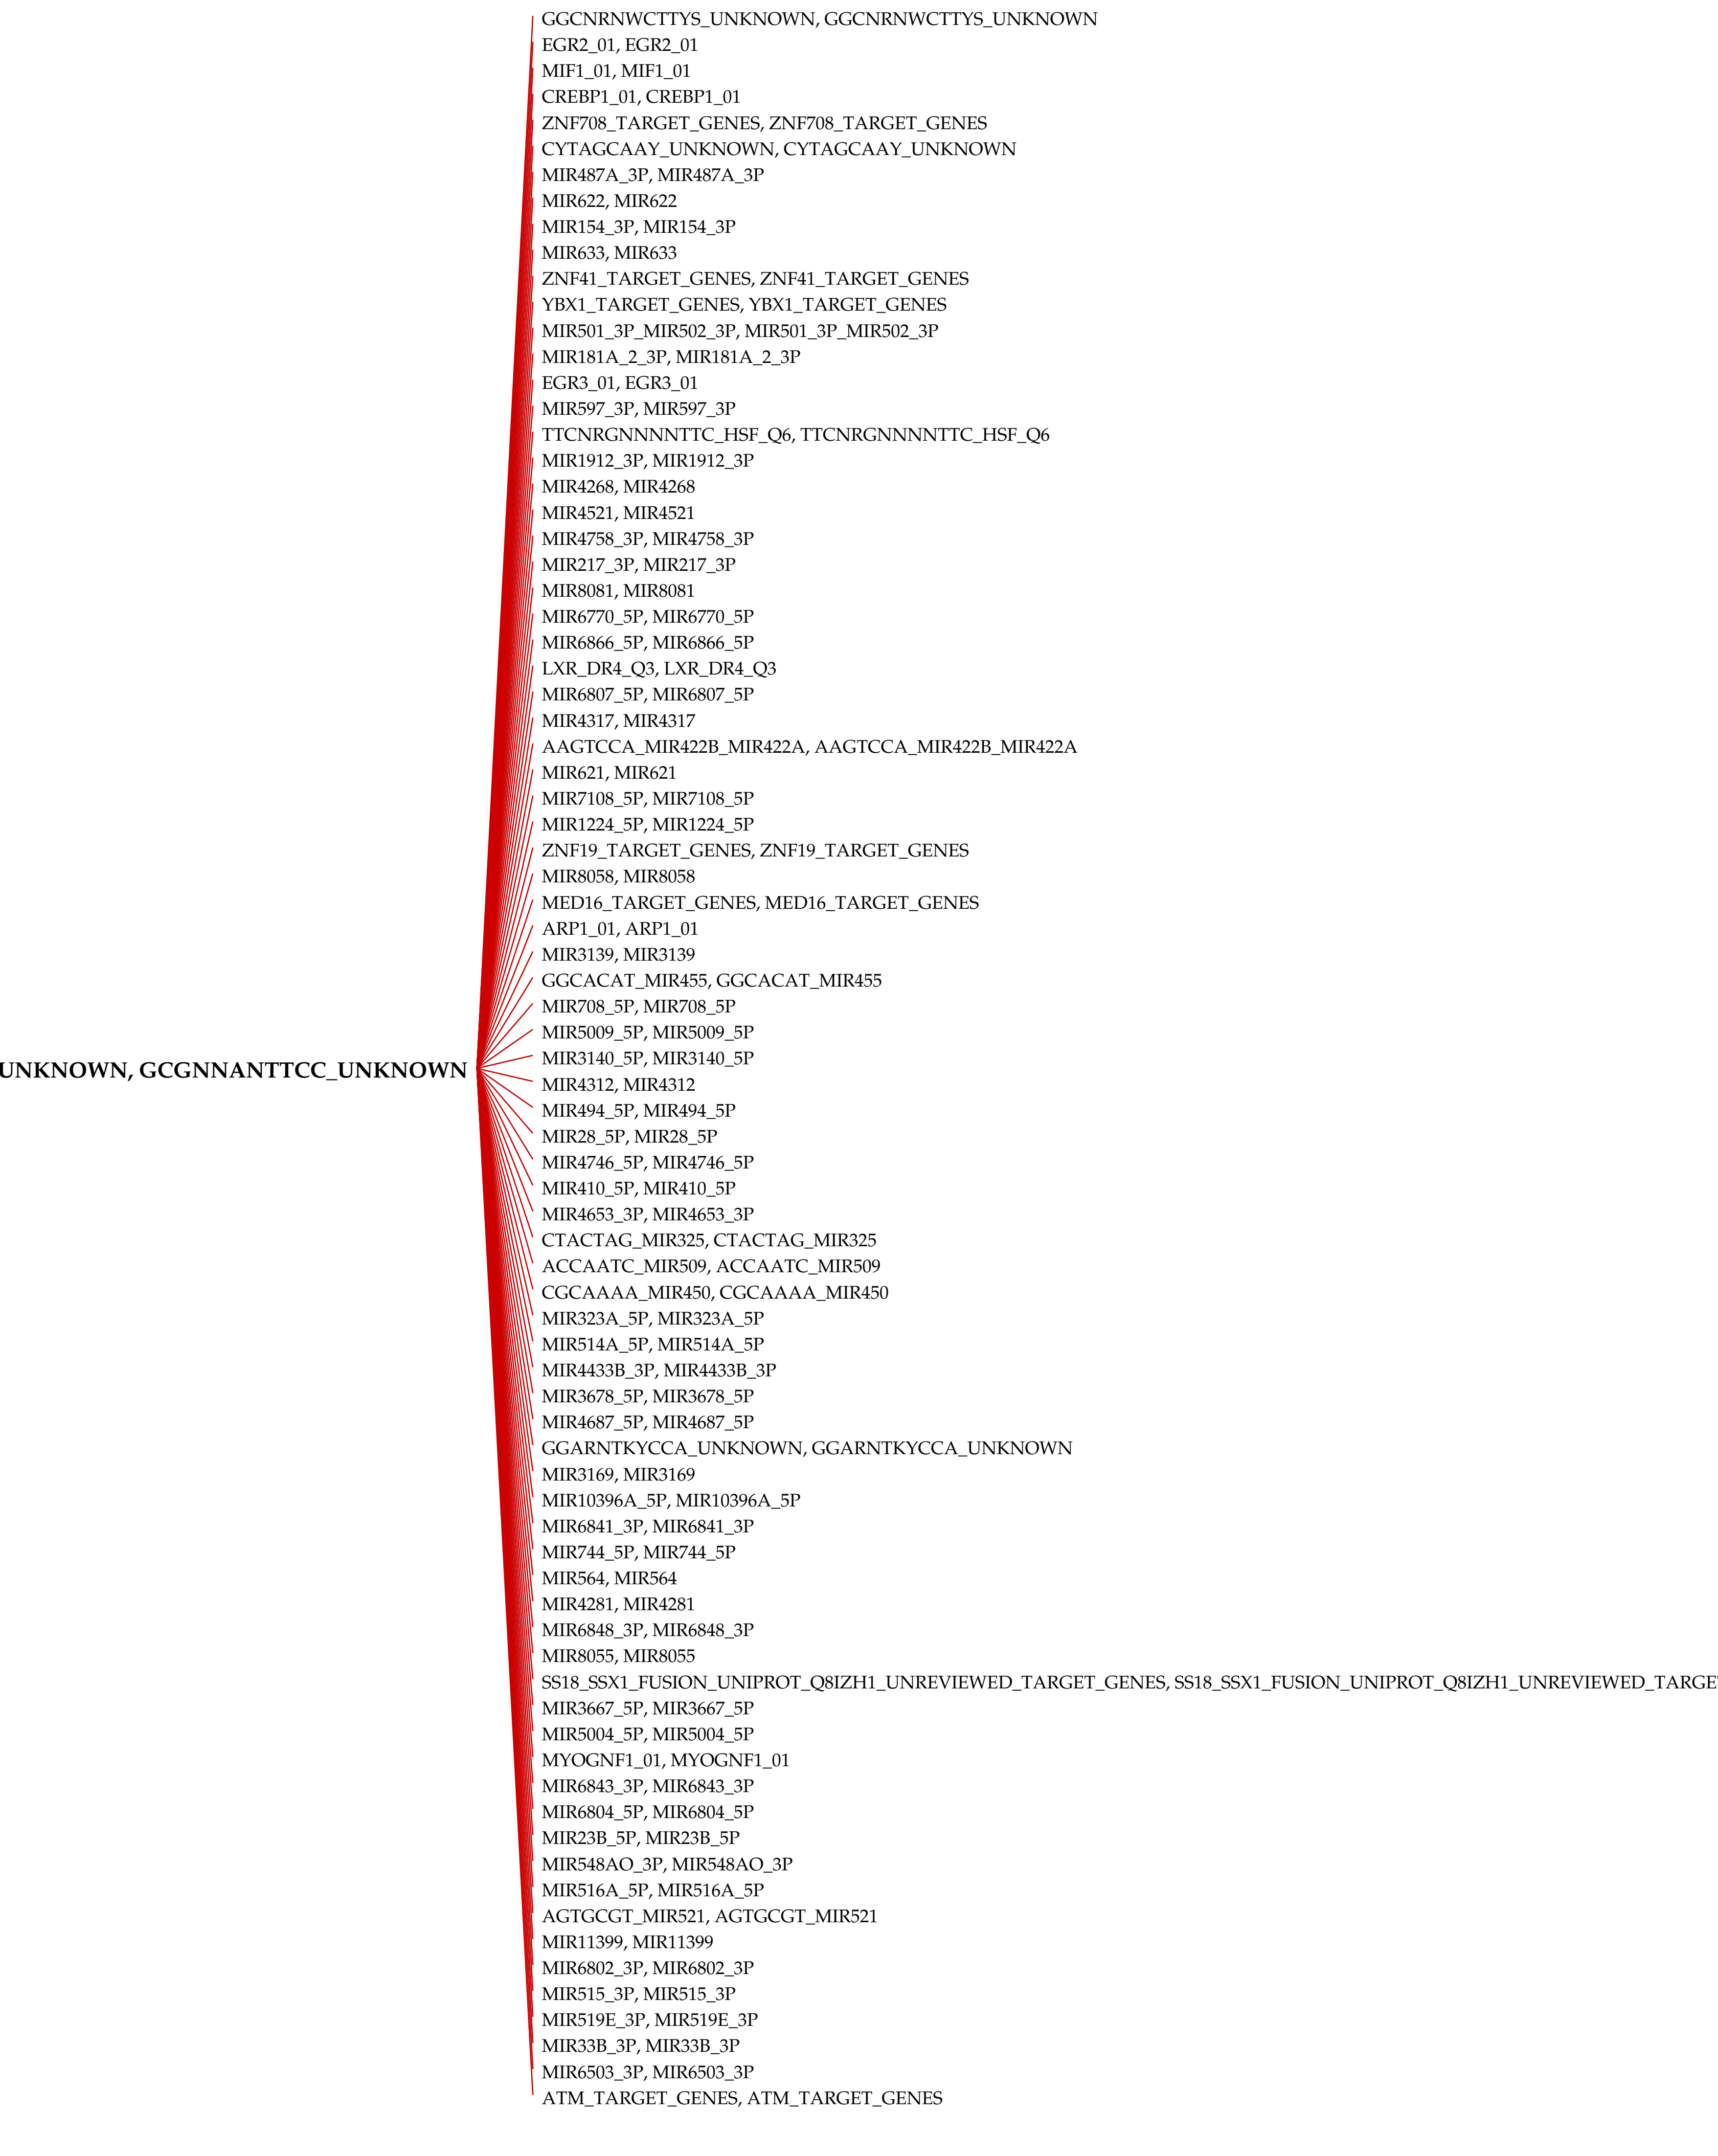 GGCNRNWCTTYS_UNKNOWN, GGCNRNWCTTYS_UNKNOWN
EGR2_01, EGR2_01
MIF1_01, MIF1_01
CREBP1_01, CREBP1_01
ZNF708_TARGET_GENES, ZNF708_TARGET_GENES
CYTAGCAAY_UNKNOWN, CYTAGCAAY_UNKNOWN
MIR487A_3P, MIR487A_3P
MIR622, MIR622
MIR154_3P, MIR154_3P
MIR633, MIR633
ZNF41_TARGET_GENES, ZNF41_TARGET_GENES
YBX1_TARGET_GENES, YBX1_TARGET_GENES
MIR501_3P_MIR502_3P, MIR501_3P_MIR502_3P
MIR181A_2_3P, MIR181A_2_3P
EGR3_01, EGR3_01
MIR597_3P, MIR597_3P
TTCNRGNNNNTTC_HSF_Q6, TTCNRGNNNNTTC_HSF_Q6
MIR1912_3P, MIR1912_3P
MIR4268, MIR4268
MIR4521, MIR4521
MIR4758_3P, MIR4758_3P
MIR217_3P, MIR217_3P
MIR8081, MIR8081
MIR6770_5P, MIR6770_5P
MIR6866_5P, MIR6866_5P
LXR_DR4_Q3, LXR_DR4_Q3
MIR6807_5P, MIR6807_5P
MIR4317, MIR4317
AAGTCCA_MIR422B_MIR422A, AAGTCCA_MIR422B_MIR422A
MIR621, MIR621
MIR7108_5P, MIR7108_5P
MIR1224_5P, MIR1224_5P
ZNF19_TARGET_GENES, ZNF19_TARGET_GENES
MIR8058, MIR8058
MED16_TARGET_GENES, MED16_TARGET_GENES
ARP1_01, ARP1_01
MIR3139, MIR3139
GGCACAT_MIR455, GGCACAT_MIR455
MIR708_5P, MIR708_5P
MIR5009_5P, MIR5009_5P
MIR3140_5P, MIR3140_5P
UNKNOWN, GCGNNANTTCC_UNKNOWN
MIR4312, MIR4312
MIR494_5P, MIR494_5P
MIR28_5P, MIR28_5P
MIR4746_5P, MIR4746_5P
MIR410_5P, MIR410_5P
MIR4653_3P, MIR4653_3P
CTACTAG_MIR325, CTACTAG_MIR325
ACCAATC_MIR509, ACCAATC_MIR509
CGCAAAA_MIR450, CGCAAAA_MIR450
MIR323A_5P, MIR323A_5P
MIR514A_5P, MIR514A_5P
MIR4433B_3P, MIR4433B_3P
MIR3678_5P, MIR3678_5P
MIR4687_5P, MIR4687_5P
GGARNTKYCCA_UNKNOWN, GGARNTKYCCA_UNKNOWN
MIR3169, MIR3169
MIR10396A_5P, MIR10396A_5P
MIR6841_3P, MIR6841_3P
MIR744_5P, MIR744_5P
MIR564, MIR564
MIR4281, MIR4281
MIR6848_3P, MIR6848_3P
MIR8055, MIR8055
SS18_SSX1_FUSION_UNIPROT_Q8IZH1_UNREVIEWED_TARGET_GENES, SS18_SSX1_FUSION_UNIPROT_Q8IZH1_UNREVIEWED_TARGE
MIR3667_5P, MIR3667_5P
MIR5004_5P, MIR5004_5P
MYOGNF1_01, MYOGNF1_01
MIR6843_3P, MIR6843_3P
MIR6804_5P, MIR6804_5P
MIR23B_5P, MIR23B_5P
MIR548AO_3P, MIR548AO_3P
MIR516A_5P, MIR516A_5P
AGTGCGT_MIR521, AGTGCGT_MIR521
MIR11399, MIR11399
MIR6802_3P, MIR6802_3P
MIR515_3P, MIR515_3P
MIR519E_3P, MIR519E_3P
MIR33B_3P, MIR33B_3P
MIR6503_3P, MIR6503_3P
ATM_TARGET_GENES, ATM_TARGET_GENES